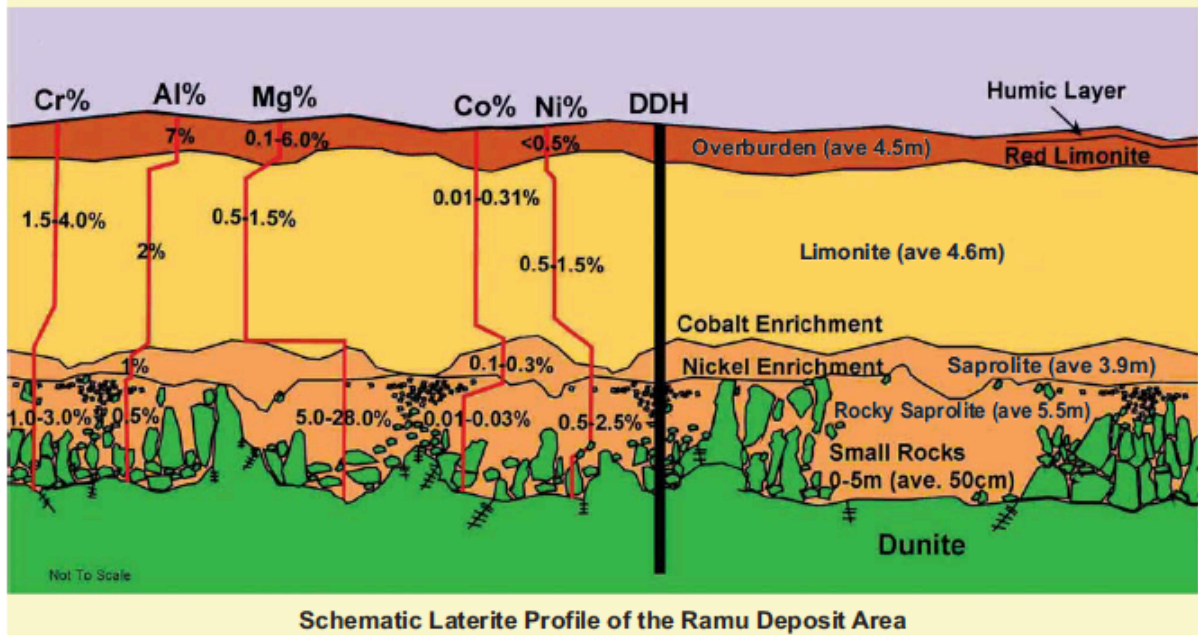 Cr%
Al%
Mg%
Co%
Ni%
DDH
Humic Layer
7%
0.1-6.0%
<0.5%
Overburden (ave 4.5m)
Red Limonite
1.5-4.0%
2%
0.5-1.5%
0.01-0.31%
0.5-1.5%
Limonite (ave 4.6m)
Cobalt Enrichment
1%
0.1-0.3%
Nickel Enrichment
Saprolite (ave 3.9m)
1.0-3.0%
0.5%
5.0-28.0%
0.01-0.03%
0.5-2.5%
Rocky Saprolite (ave 5.5m)
Small Rocks
0-5m (ave. 50cm)
Dunite
Not To Scale
Schematic Laterite Profile of the Ramu Deposit Area